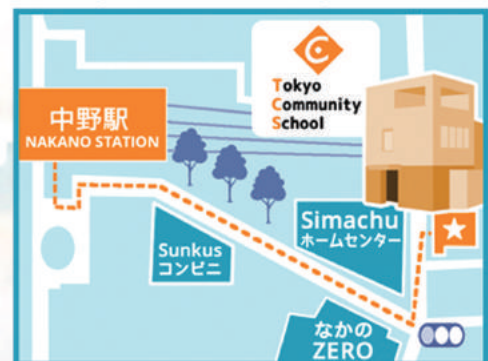 中野駅
NAKANO STATION
Tokyo
Community
School
Sunkus
コンビニ
Simachu
ホームセンター
なかの
ZERO